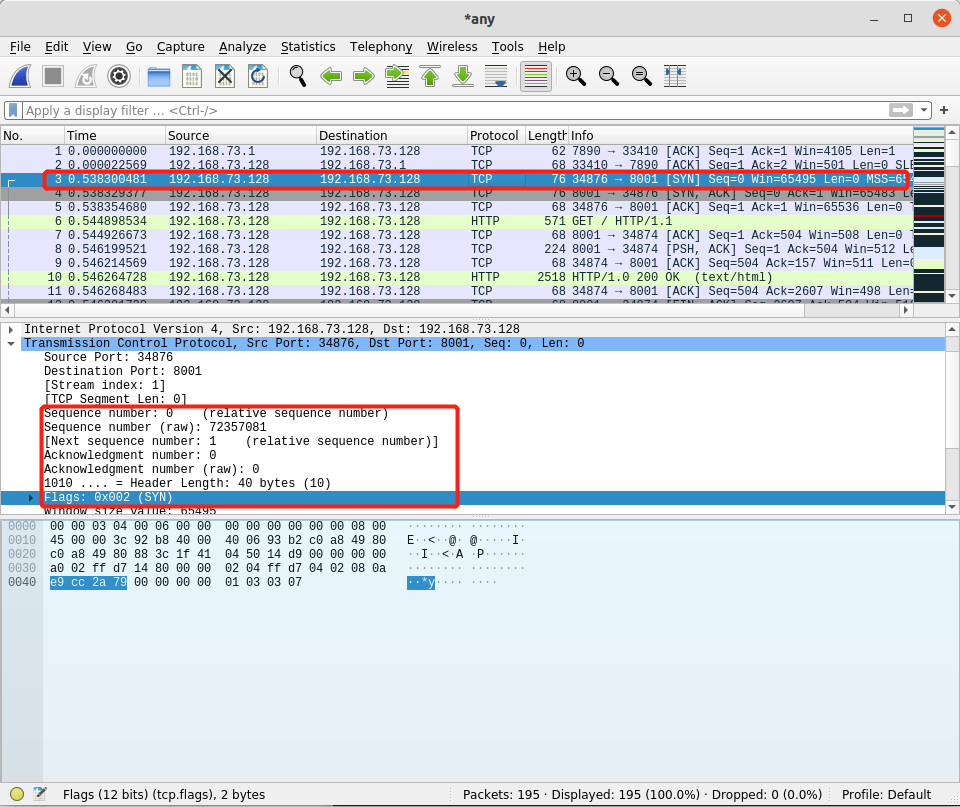 *any
File Edit View Go Capture Analyze Statistics Telephony Wireless Tools Help
Apply a display filter … <Ctrl-/>
No. Time Source Destination Protocol Length Info
1 0.000000000 192.168.73.1 192.168.73.128 TCP 62 7890 → 33410 [ACK] Seq=1 Ack=1 Win=4105 Len=1
2 0.000022569 192.168.73.128 192.168.73.1 TCP 68 33410 → 7890 [ACK] Seq=1 Ack=2 Win=501 Len=0 SLE
3 0.538300481 192.168.73.128 192.168.73.128 TCP 76 34876 → 8001 [SYN] Seq=0 Win=65495 Len=0 MSS=65
4 0.538329377 192.168.73.128 192.168.73.128 TCP 76 8001 → 34876 [SYN, ACK] Seq=0 Ack=1 Win=65483 Le
5 0.538354680 192.168.73.128 192.168.73.128 TCP 68 34876 → 8001 [ACK] Seq=1 Ack=1 Win=65536 Len=0
6 0.544898534 192.168.73.128 192.168.73.128 HTTP 571 GET / HTTP/1.1
7 0.544926673 192.168.73.128 192.168.73.128 TCP 68 8001 → 34874 [ACK] Seq=1 Ack=504 Win=508 Len=0
8 0.546199521 192.168.73.128 192.168.73.128 TCP 224 8001 → 34874 [PSH, ACK] Seq=1 Ack=504 Win=512 Le
9 0.546214569 192.168.73.128 192.168.73.128 TCP 68 34874 → 8001 [ACK] Seq=504 Ack=157 Win=511 Len=0
10 0.546264728 192.168.73.128 192.168.73.128 HTTP 2518 HTTP/1.0 200 OK (text/html)
11 0.546268483 192.168.73.128 192.168.73.128 TCP 68 34874 → 8001 [ACK] Seq=504 Ack=2607 Win=498 Len=
Internet Protocol Version 4, Src: 192.168.73.128, Dst: 192.168.73.128
Transmission Control Protocol, Src Port: 34876, Dst Port: 8001, Seq: 0, Len: 0
Source Port: 34876
Destination Port: 8001
[Stream index: 1]
[TCP Segment Len: 0]
Sequence number: 0 (relative sequence number)
Sequence number (raw): 72357081
[Next sequence number: 1 (relative sequence number)]
Acknowledgment number: 0
Acknowledgment number (raw): 0
1010 .... = Header Length: 40 bytes (10)
Flags: 0x002 (SYN)
Window size value: 65495
0000 00 00 03 04 00 06 00 00 00 00 00 00 00 00 08 00 ········ ········
0010 45 00 00 3c 92 b8 40 00 40 06 93 b2 c0 a8 49 80 E··<··@· @·····I·
0020 c0 a8 49 80 88 3c 1f 41 04 50 14 d9 00 00 00 00 ··I··<·A ·P······
0030 a0 02 ff d7 14 80 00 00 02 04 ff d7 04 02 08 0a ········ ········
0040 e9 cc 2a 79 00 00 00 00 01 03 03 07 ··*y···· ····
Flags (12 bits) (tcp.flags), 2 bytes Packets: 195 · Displayed: 195 (100.0%) · Dropped: 0 (0.0%) Profile: Default